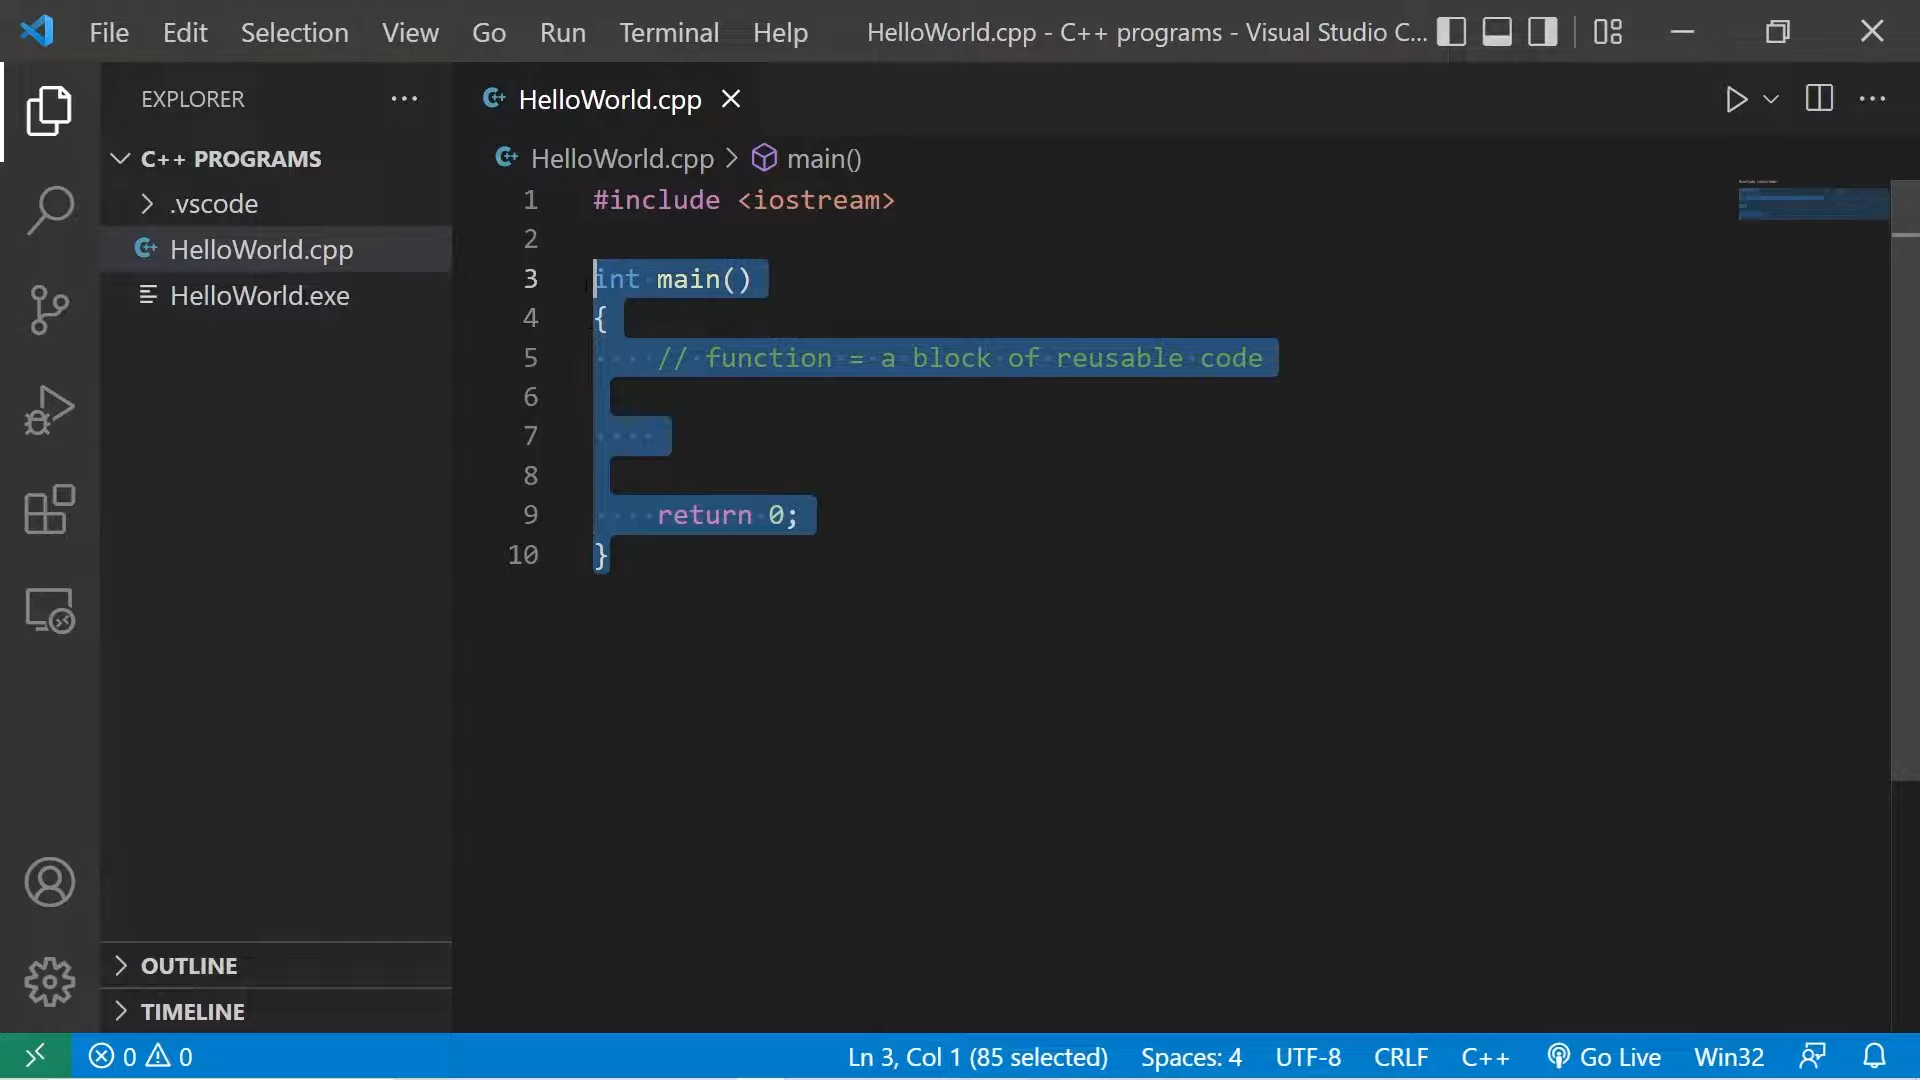 File Edit Selection View Go Run Terminal Help HelloWorld.cpp - C++ programs - Visual Studio C...
EXPLORER
HelloWorld.cpp
C++ PROGRAMS
HelloWorld.cpp > main()
.vscode
HelloWorld.cpp
HelloWorld.exe
1 #include <iostream>
2
3 int main()
4 {
5 // function = a block of reusable code
6
7
8
9 return 0;
10 }
OUTLINE
TIMELINE
0 0 Ln 3, Col 1 (85 selected) Spaces: 4 UTF-8 CRLF C++ Go Live Win32